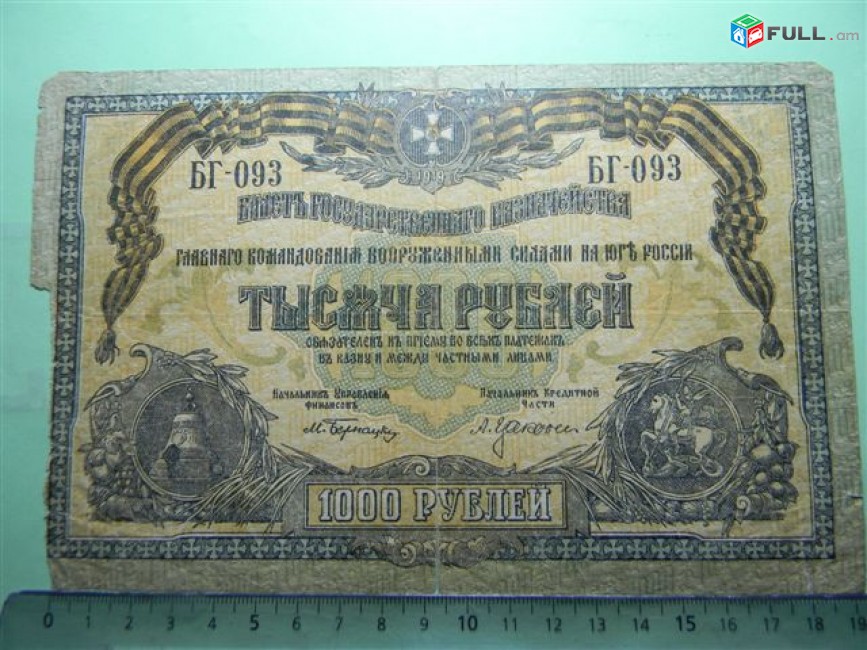 FULL.am
1919 г.
БГ-093 БГ-093
Билетъ Государственнаго Казначейства
Главнаго Командованія Вооруженными Силами на Югѣ Россіи
Тысяча Рублей
обязателенъ къ пріему во всѣхъ платежахъ
въ казну и между частными лицами
Начальникъ Управленія Финансовъ
Начальникъ Кредитной Части
М. Бернацкій
1000 РУБЛЕЙ
0 1 2 3 4 5 6 7 8 9 10 11 12 13 14 15 16 17 18 19